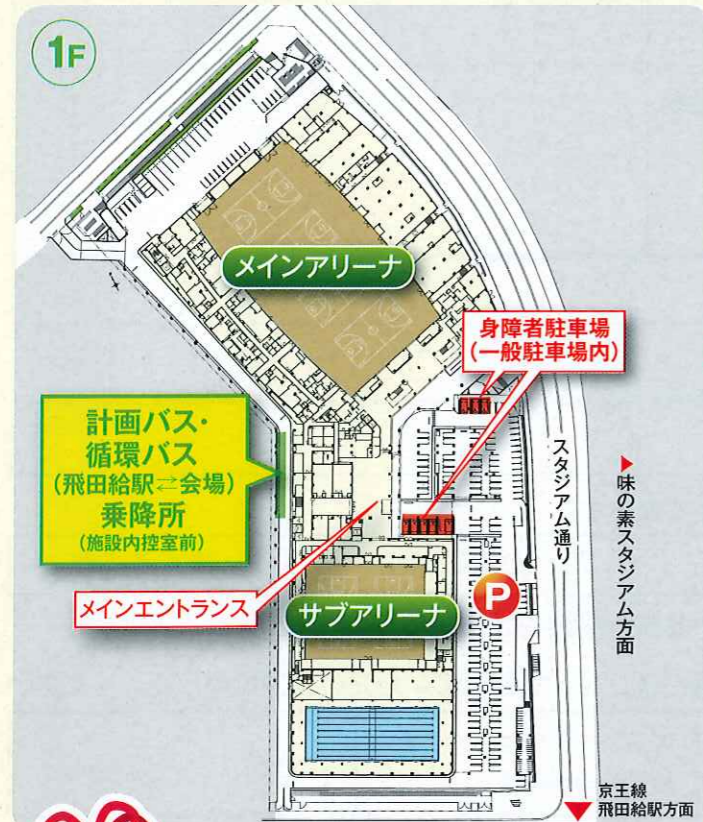 1F
メインアリーナ
身障者駐車場
(一般駐車場内)
計画バス・
循環バス
(飛田給駅⇄会場)
乗降所
(施設内控室前)
スタジアム通り
▶味の素スタジアム方面
メインエントランス
サブアリーナ
P
京王線
飛田給駅方面